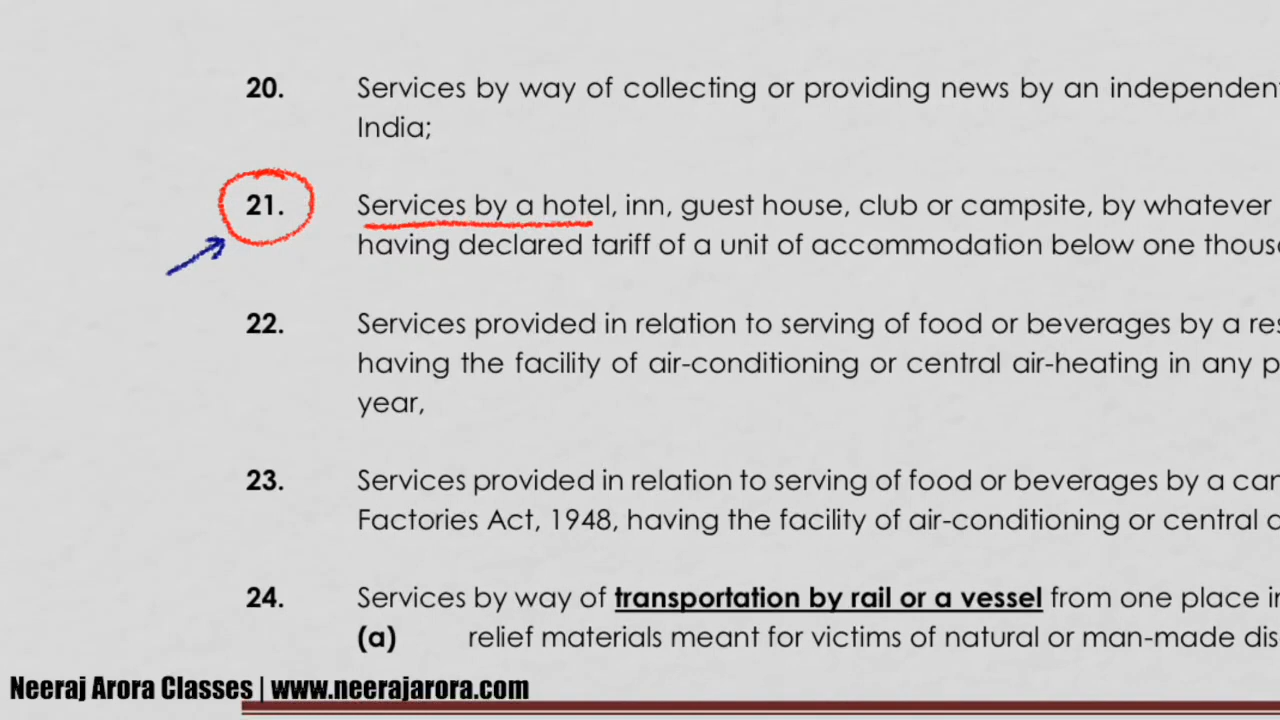 20. Services by way of collecting or providing news by an independent
India;
21. Services by a hotel, inn, guest house, club or campsite, by whatever
having declared tariff of a unit of accommodation below one
22. Services provided in relation to serving of food or beverages by a
having the facility of air-conditioning or central air-heating in any
year,
23. Services provided in relation to serving of food or beverages by a
Factories Act, 1948, having the facility of air-conditioning or central
24. Services by way of transportation by rail or a vessel from one place
(a) relief materials meant for victims of natural or man-made
Neeraj Arora Classes | www.neerajarora.com